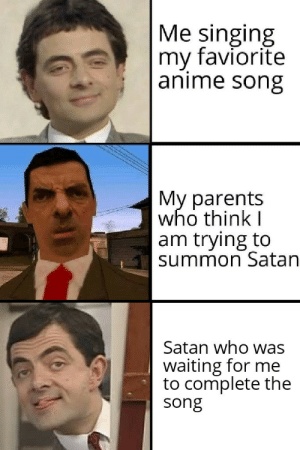 Me singing
my faviorite
anime song
My parents
who think I
am trying to
summon Satan
Satan who was
waiting for me
to complete the
song